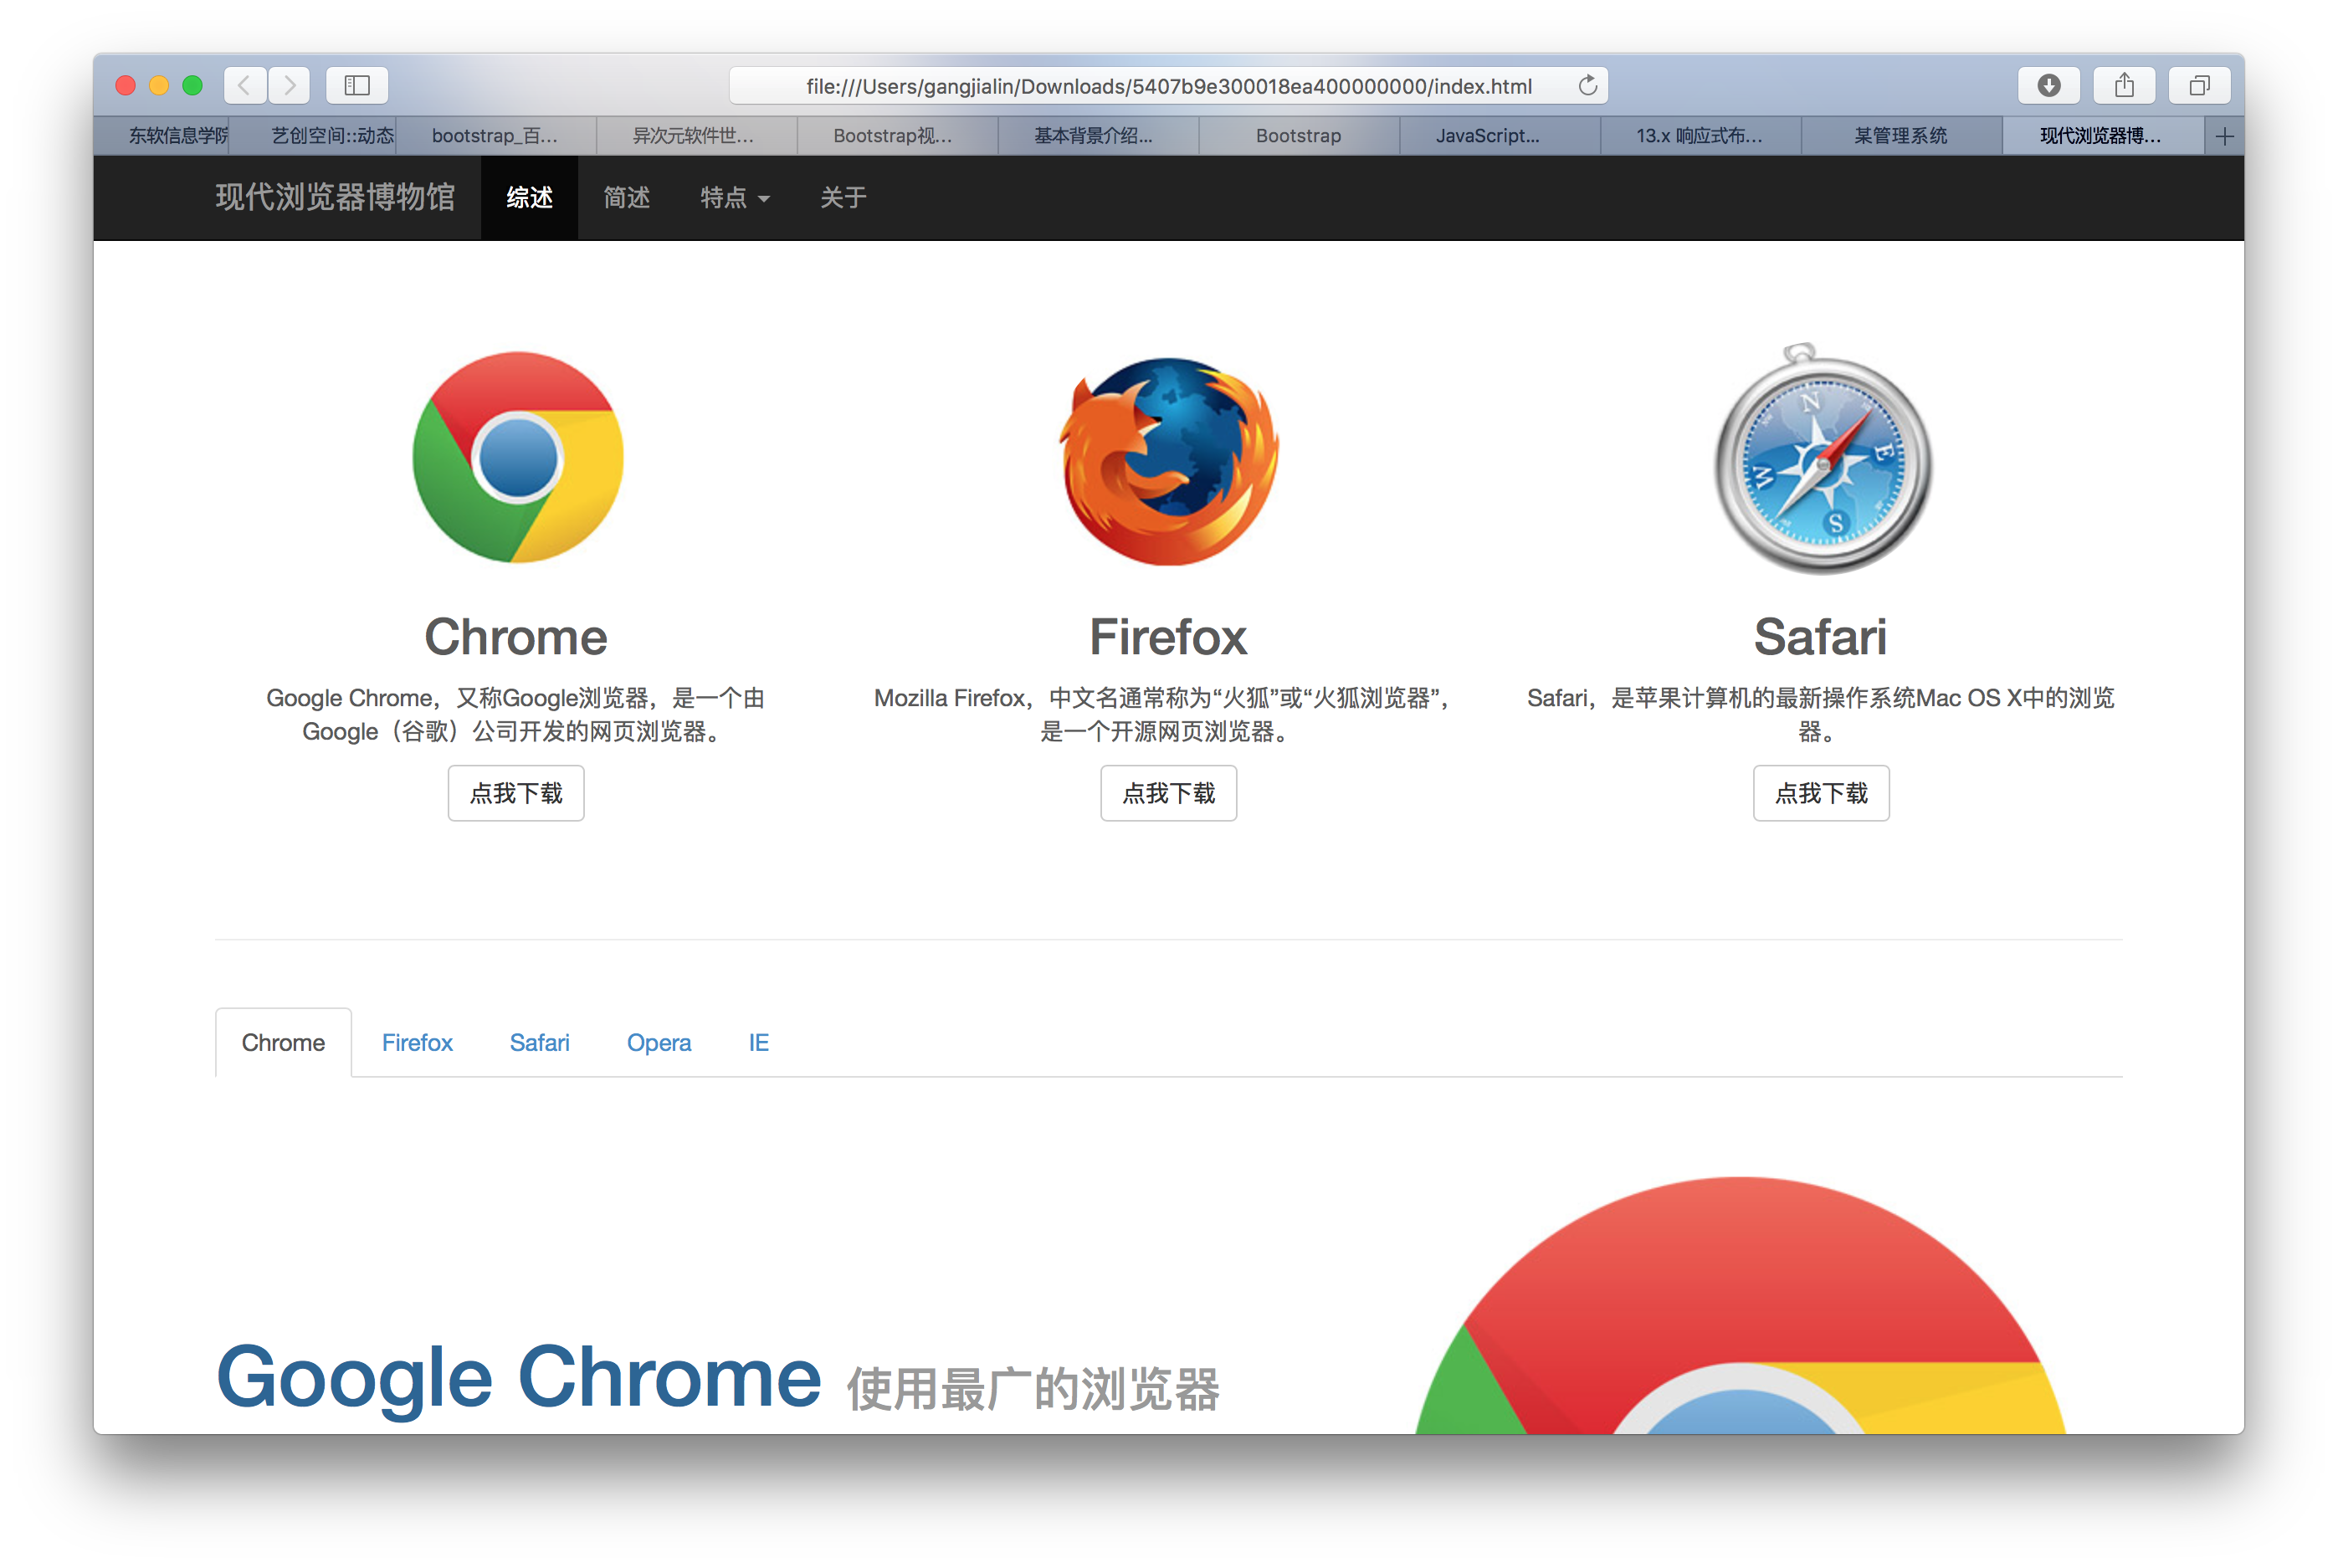 file:///Users/gangjialin/Downloads/5407b9e300018ea400000000/index.html
东软信息学院 艺创空间::动态 bootstrap_百... 异次元软件世... Bootstrap视... 基本背景介绍... Bootstrap JavaScript... 13.x 响应式布... 某管理系统 现代浏览器博...
现代浏览器博物馆 综述 简述 特点 关于
N
E
W
S
Chrome Firefox Safari
Google Chrome，又称Google浏览器，是一个由
Google（谷歌）公司开发的网页浏览器。
点我下载
Mozilla Firefox，中文名通常称为“火狐”或“火狐浏览器”，
是一个开源网页浏览器。
点我下载
Safari，是苹果计算机的最新操作系统Mac OS X中的浏览
器。
点我下载
Chrome Firefox Safari Opera IE
Google Chrome 使用最广的浏览器